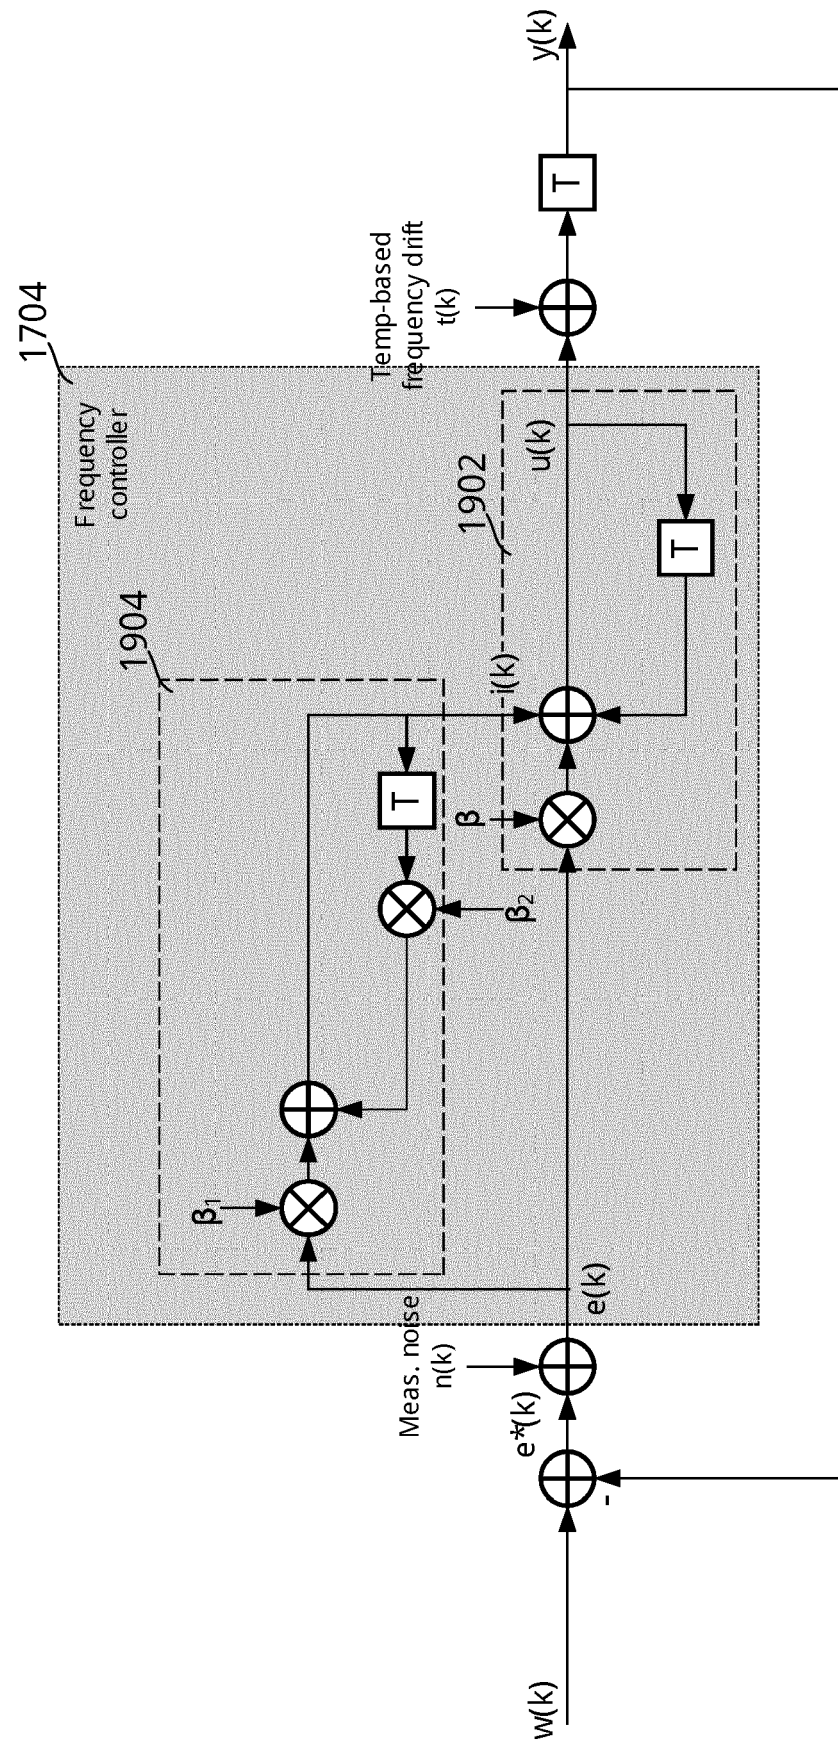 1704
Frequency
controller
1904
1902
β₁
T
β₂
β
i(k)
u(k)
T
Temp-based
frequency drift
t(k)
T
y(k)
Meas. noise
n(k)
w(k)
e*(k)
e(k)
-